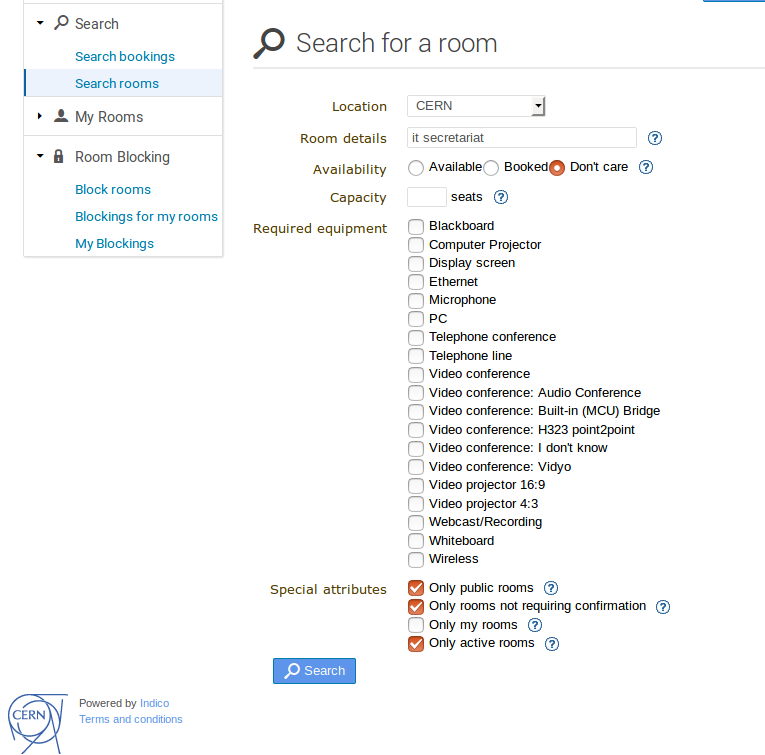 Search
Search bookings
Search rooms
My Rooms
Room Blocking
Block rooms
Blockings for my rooms
My Blockings
Search for a room
Location CERN
Room details it secretariat ?
Availability Available Booked Don't care ?
Capacity seats ?
Required equipment Blackboard
Computer Projector
Display screen
Ethernet
Microphone
PC
Telephone conference
Telephone line
Video conference
Video conference: Audio Conference
Video conference: Built-in (MCU) Bridge
Video conference: H323 point2point
Video conference: I don't know
Video conference: Vidyo
Video projector 16:9
Video projector 4:3
Webcast/Recording
Whiteboard
Wireless
Special attributes Only public rooms ?
Only rooms not requiring confirmation ?
Only my rooms ?
Only active rooms ?
Search
CERN
Powered by Indico
Terms and conditions